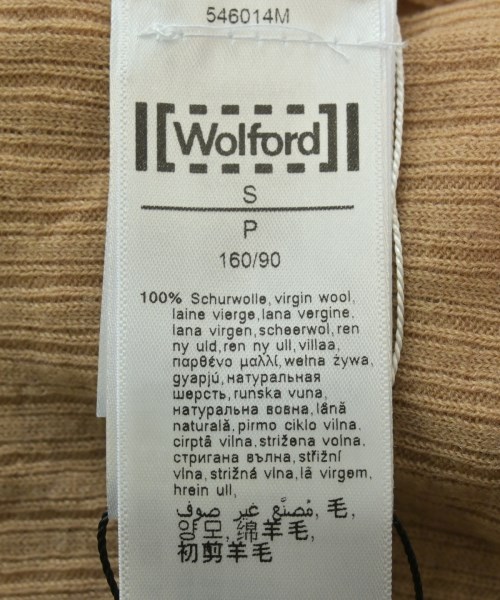 546014M
Wolford
S
P
160/90
100% Schurwolle, virgin wool,
laine vierge, lana vergine,
lana virgen, scheerwol, ren
ny uld, ren ny ull, villaa,
παρθένο μαλλί, wełna żywa,
gyapjú, натуральная
шерсть, runska vuna,
натуральна вовна, lână
naturală, pirmo ciklo vilna,
cirptā vilna, strižena volna,
стригана вълна, střižní
vlna, strižná vlna, lã virgem,
hrein ull,
مُصنَّع غير صوف, 毛,
양모, 绵羊毛,
初剪羊毛